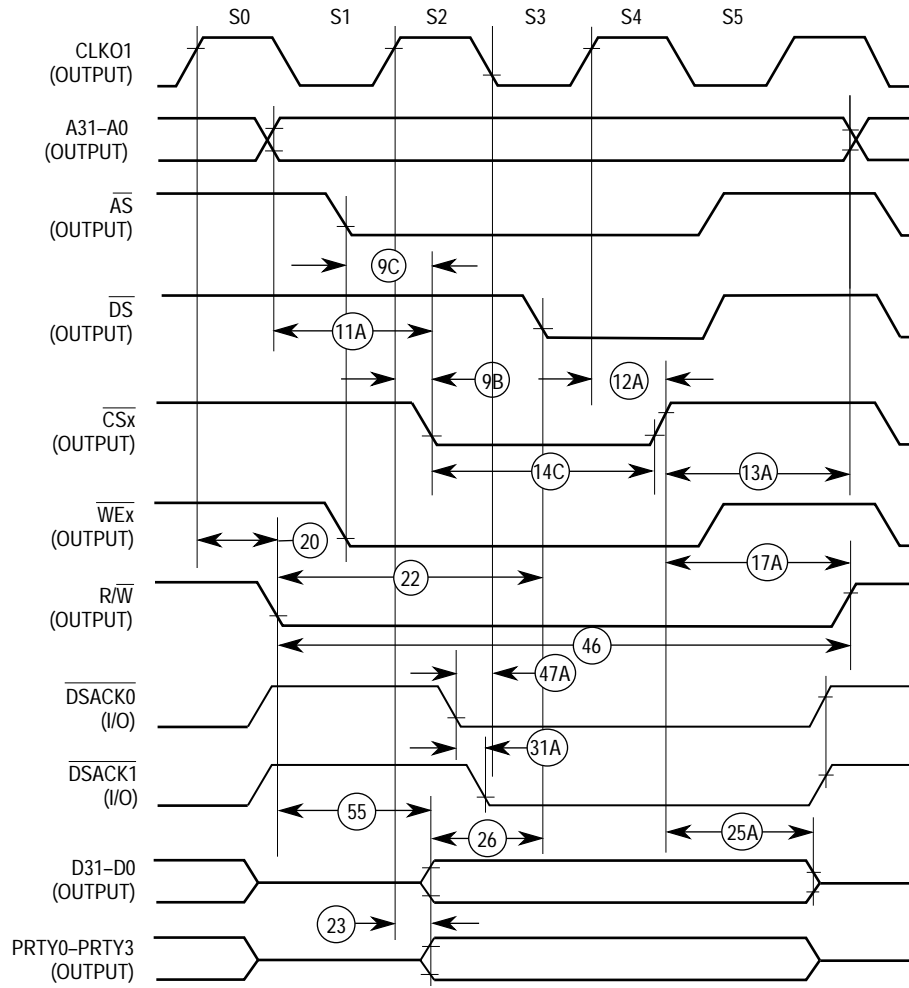 S0 S1 S2 S3 S4 S5
CLKO1
(OUTPUT)
A31–A0
(OUTPUT)
AS
(OUTPUT)
9C
DS
(OUTPUT)
11A
9B
12A
CSx
(OUTPUT)
14C
13A
WEx
(OUTPUT)
20
17A
22
R/W
(OUTPUT)
46
47A
DSACK0
(I/O)
31A
DSACK1
(I/O)
55
26
25A
D31–D0
(OUTPUT)
23
PRTY0–PRTY3
(OUTPUT)